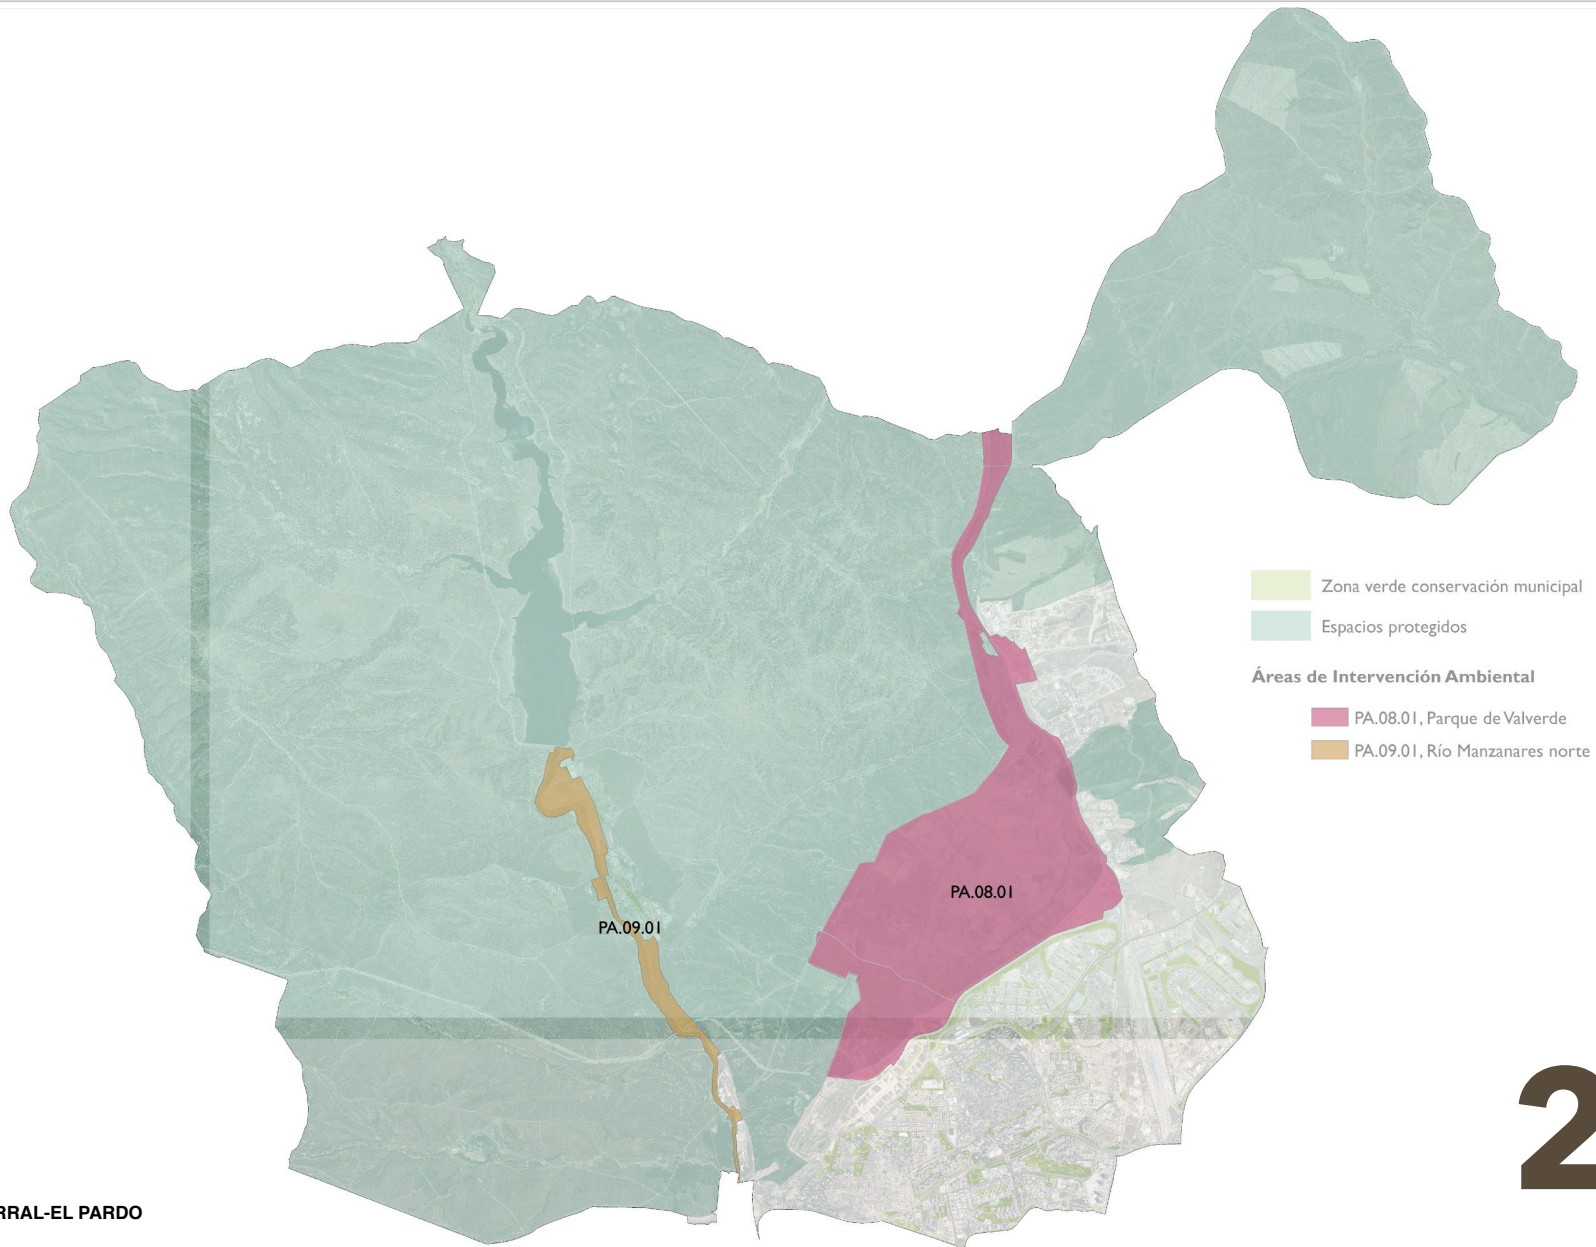 Zona verde conservación municipal
Espacios protegidos
Áreas de Intervención Ambiental
PA.08.01, Parque de Valverde
PA.09.01, Río Manzanares norte
PA.08.01
PA.09.01
2
RRAL-EL PARDO